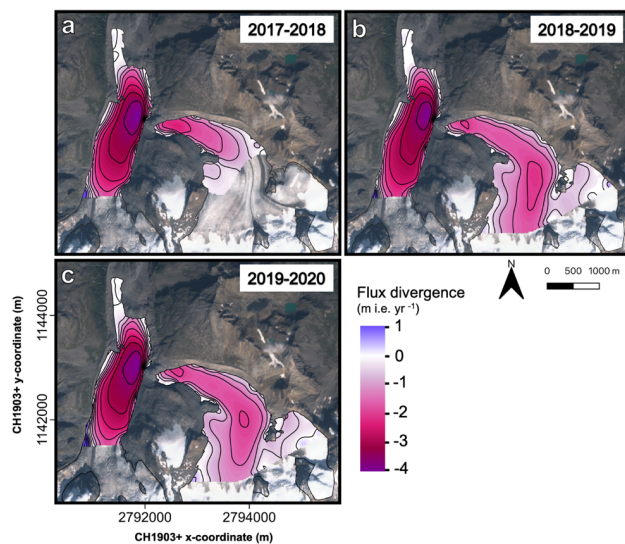 a
2017-2018
b
2018-2019
c
2019-2020
N
0 500 1000 m
Flux divergence
(m i.e. yr -1)
1
0
-1
-2
-3
-4
1144000
1142000
CH1903+ y-coordinate (m)
2792000 2794000
CH1903+ x-coordinate (m)